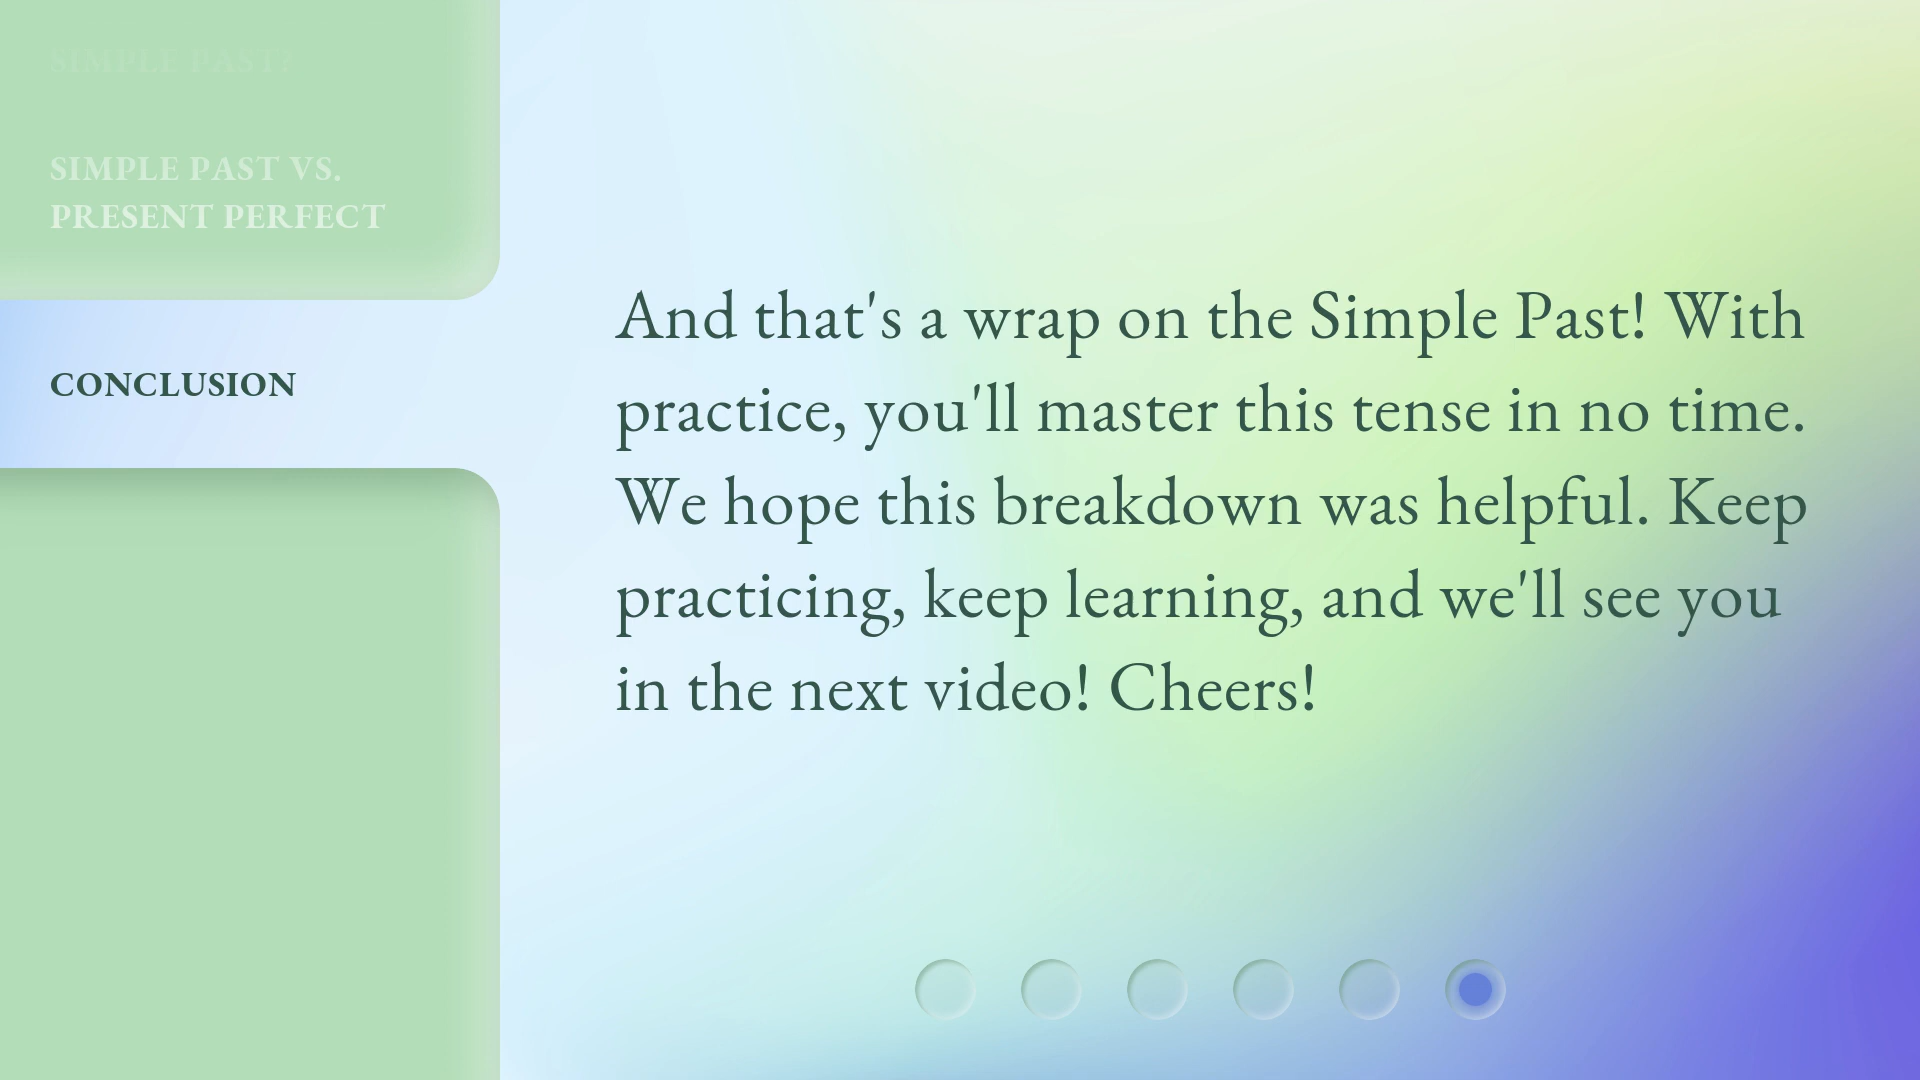 SIMPLE PAST?
SIMPLE PAST VS.
PRESENT PERFECT
CONCLUSION
And that's a wrap on the Simple Past! With
practice, you'll master this tense in no time.
We hope this breakdown was helpful. Keep
practicing, keep learning, and we'll see you
in the next video! Cheers!